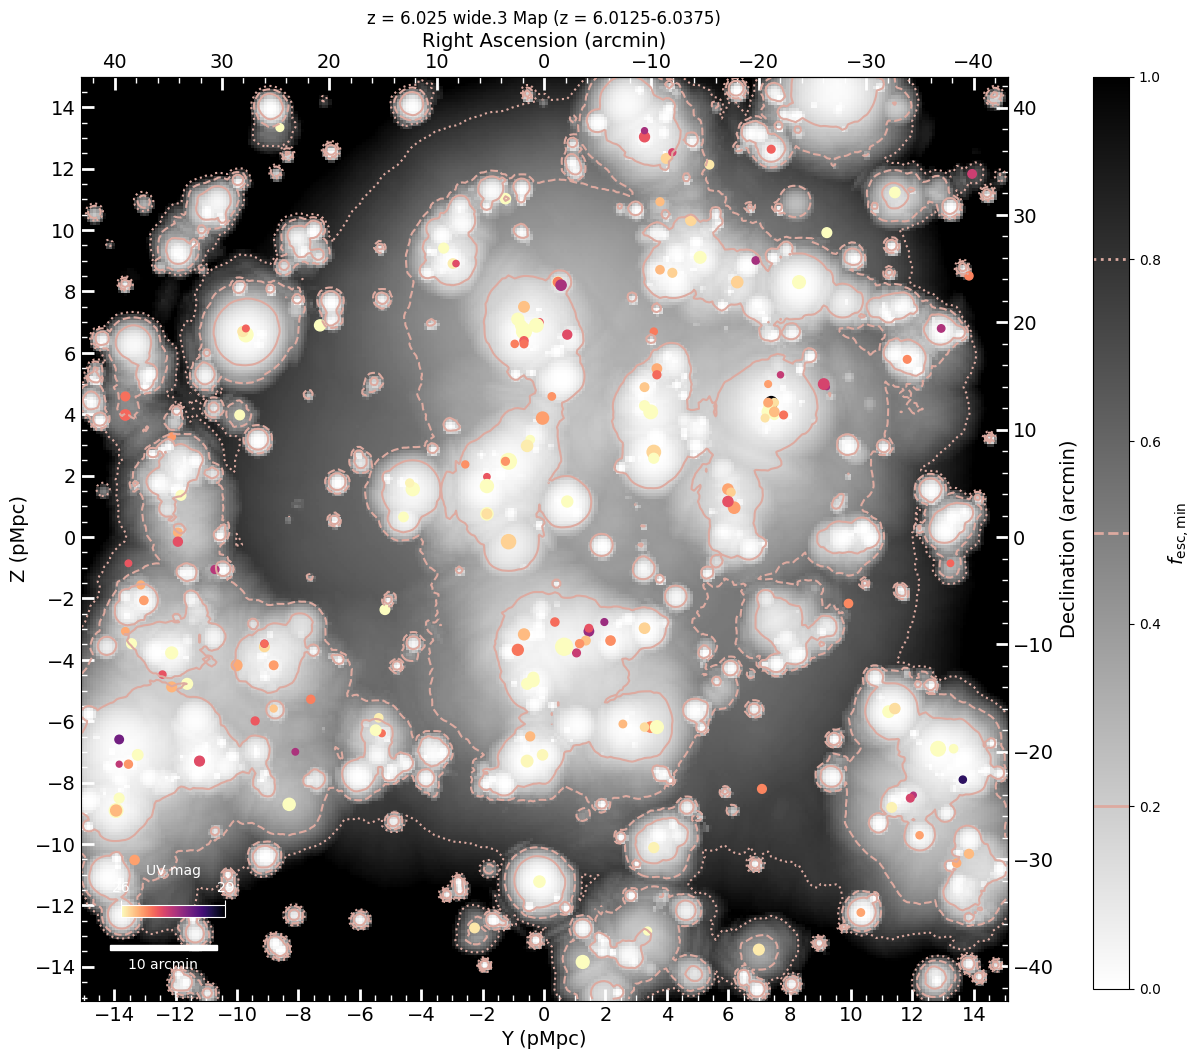 z = 6.025 wide.3 Map (z = 6.0125-6.0375)
Right Ascension (arcmin)
40 30 20 10 0 −10 −20 −30 −40
14 12 10 8 6 4 2 0 −2 −4 −6 −8 −10 −12 −14
Z (pMpc)
40 30 20 10 0 −10 −20 −30 −40
Declination (arcmin)
1.0 0.8 0.6 0.4 0.2 0.0
f_esc,min
UV mag
26 20
10 arcmin
−14 −12 −10 −8 −6 −4 −2 0 2 4 6 8 10 12 14
Y (pMpc)